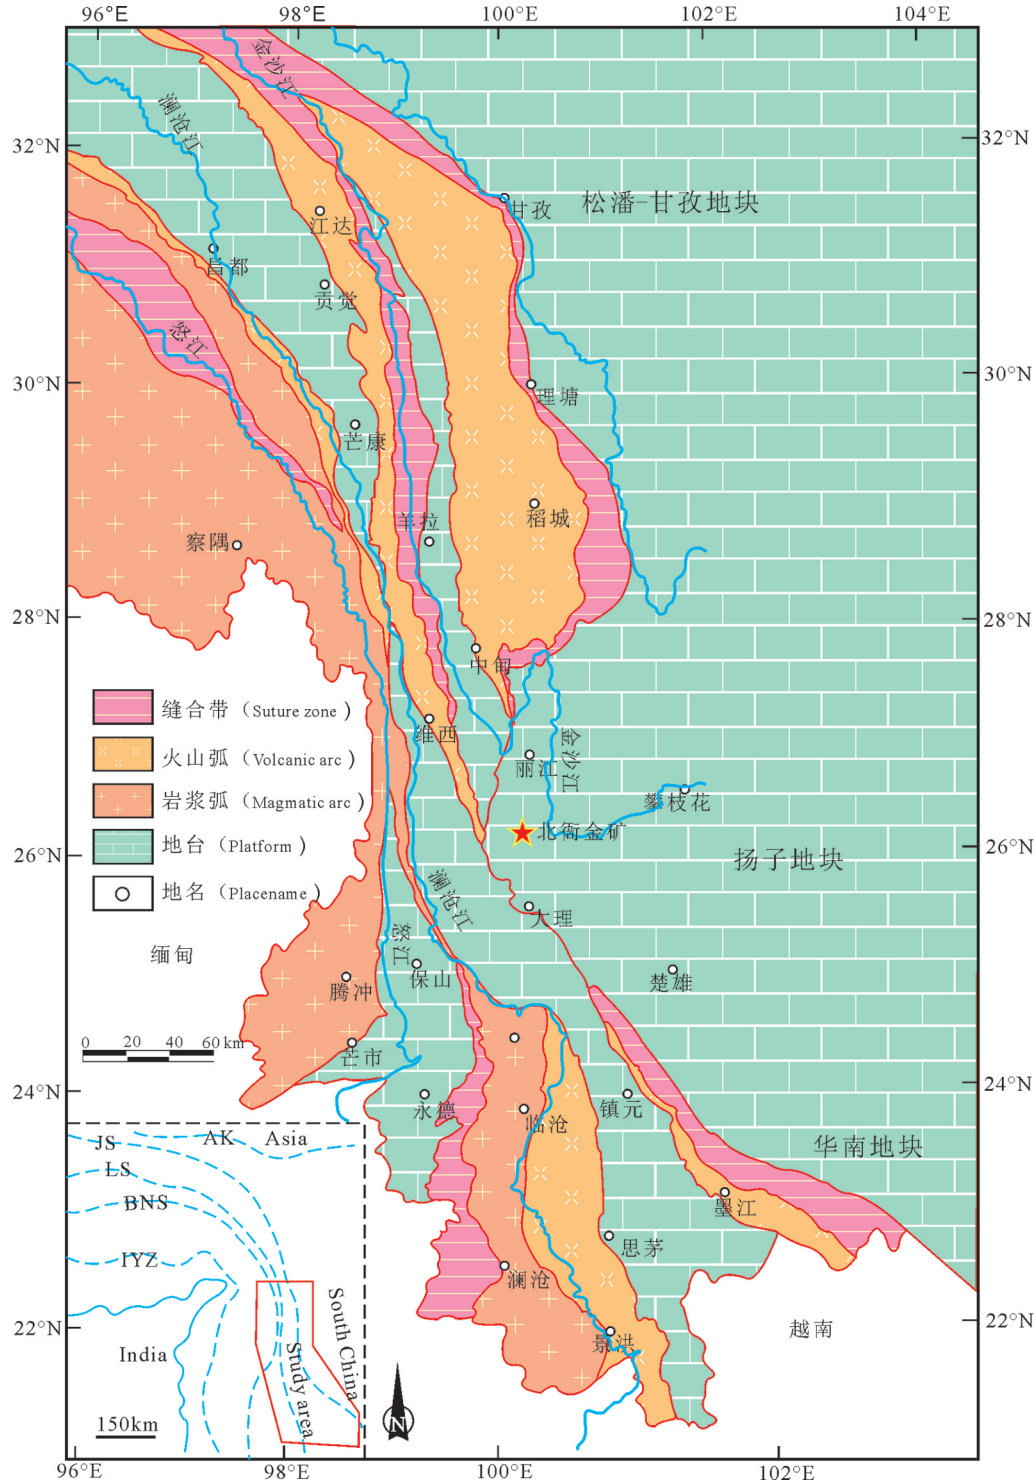 96°E
98°E
100°E
102°E
104°E
金沙江
澜沧江
32°N
32°N
甘孜
松潘-甘孜地块
江达
昌都
贡觉
怒江
30°N
30°N
理塘
芒康
羊拉
稻城
察隅
28°N
28°N
中甸
缝合带（Suture zone）
维西
火山弧（Volcanic arc）
丽江
金沙江
岩浆弧（Magmatic arc）
攀枝花
地台（Platform）
北衙金矿
26°N
26°N
扬子地块
地名（Placename）
澜沧江
大理
缅甸
怒江
保山
楚雄
腾冲
0 20 40 60 km
芒市
24°N
24°N
永德
临沧
镇元
JS
AK
Asia
华南地块
LS
BNS
墨江
思茅
IYZ
澜沧
22°N
22°N
越南
South China
India
Study area
景洪
150km
N
96°E
98°E
100°E
102°E